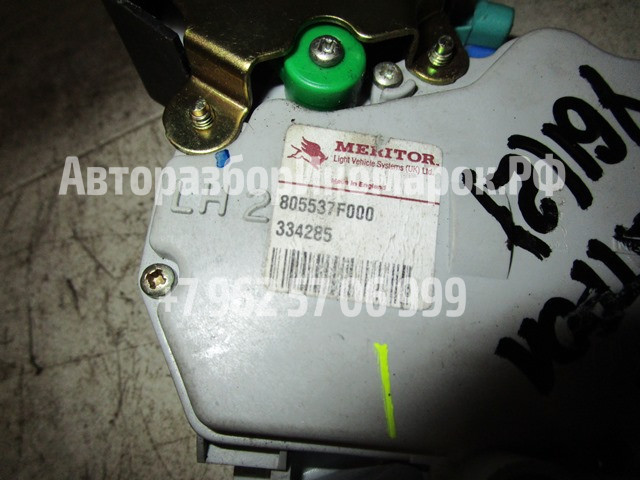 MERITOR
Light Vehicle Systems (UK) Ltd.
Made in England
АвторазборИномарок.РФ
LH 2
805537F000
334285
+7 962 57 06 999